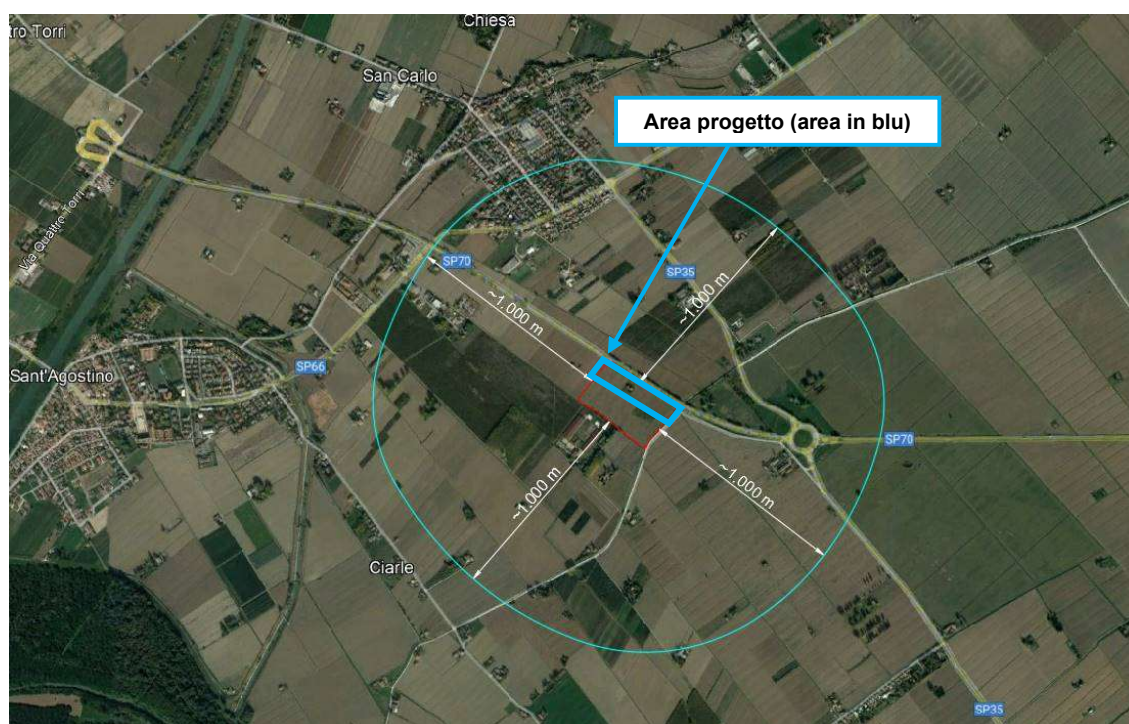 Chiesa
tro Torri
San Carlo
Area progetto (area in blu)
Via Quattro Torri
SP70
SP35
~1.000 m
~1.000 m
SP66
Sant'Agostino
SP70
~1.000 m
~1.000 m
Ciarle
SP35